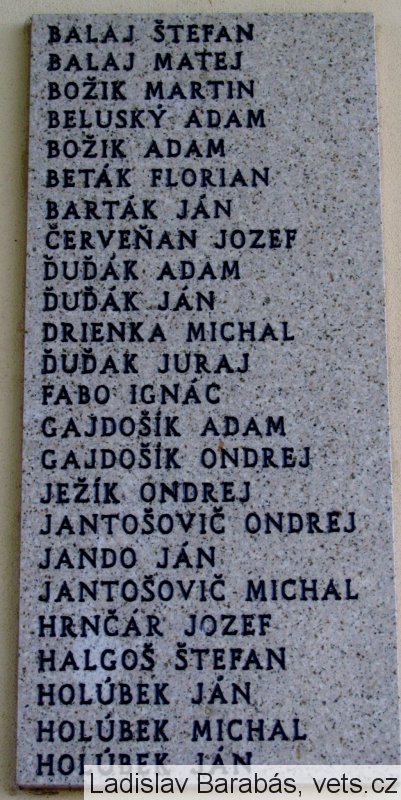 BALAJ ŠTEFAN
BALAJ MATEJ
BOŽIK MARTIN
BELUSKÝ ADAM
BOŽIK ADAM
BETÁK FLORIAN
BARTÁK JÁN
ČERVEŇAN JOZEF
ĎUĎÁK ADAM
ĎUĎÁK JÁN
DRIENKA MICHAL
ĎUĎAK JURAJ
FABO IGNÁC
GAJDOŠÍK ADAM
GAJDOŠÍK ONDREJ
JEŽÍK ONDREJ
JANTOŠOVIČ ONDREJ
JANDO JÁN
JANTOŠOVIČ MICHAL
HRNČÁR JOZEF
HALGOŠ ŠTEFAN
HOLÚBEK JÁN
HOLÚBEK MICHAL
HOLÚBEK JÁN
Ladislav Barabás, vets.cz